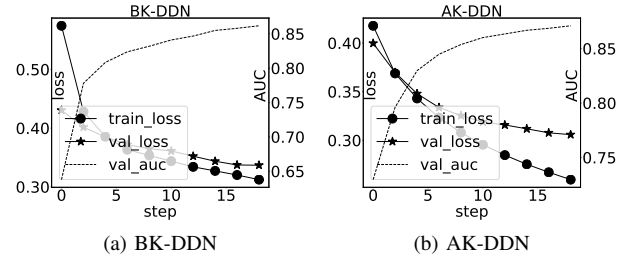 BK-DDN
AK-DDN
0.50
0.40
0.30
loss
0.85
0.80
0.75
0.70
0.65
AUC
train_loss
val_loss
val_auc
0
5
10
15
step
0.40
0.35
0.30
loss
0.85
0.80
0.75
AUC
train_loss
val_loss
val_auc
0
5
10
15
step
(a) BK-DDN
(b) AK-DDN